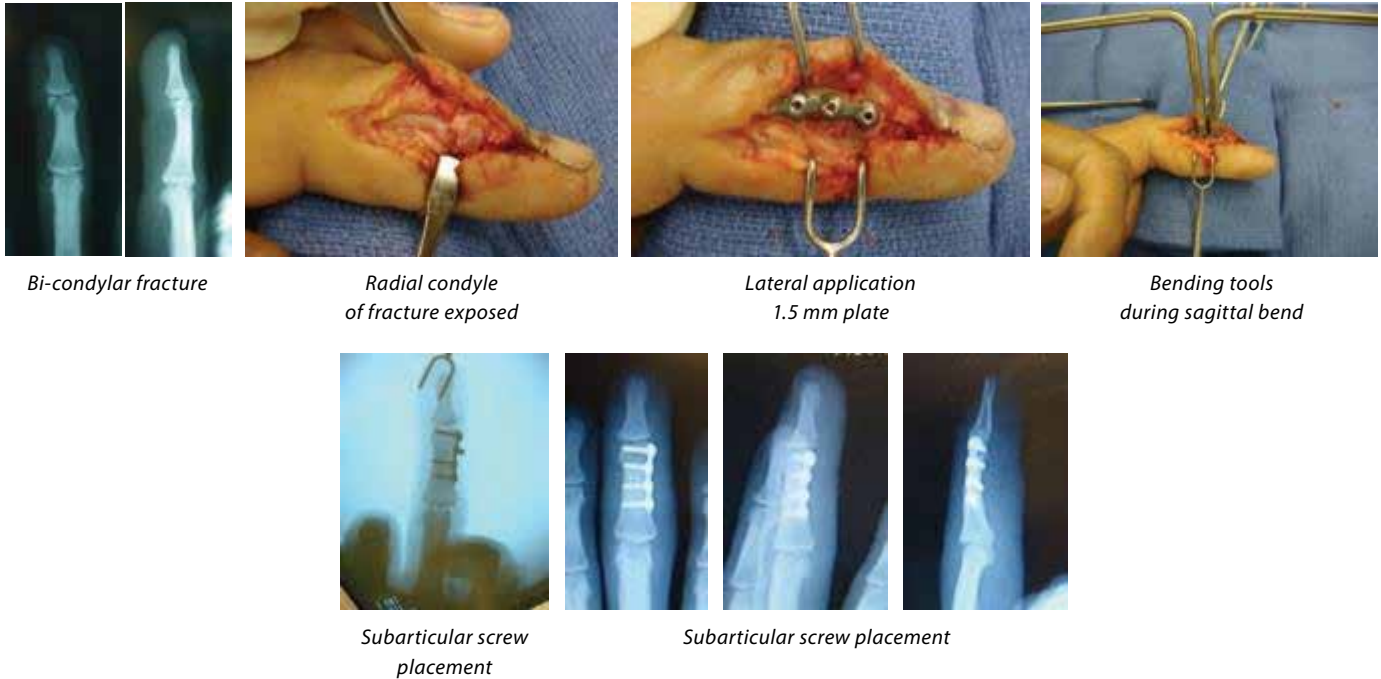 Bi-condylar fracture
Radial condyle
of fracture exposed
Lateral application
1.5 mm plate
Bending tools
during sagittal bend
Subarticular screw
placement
Subarticular screw placement